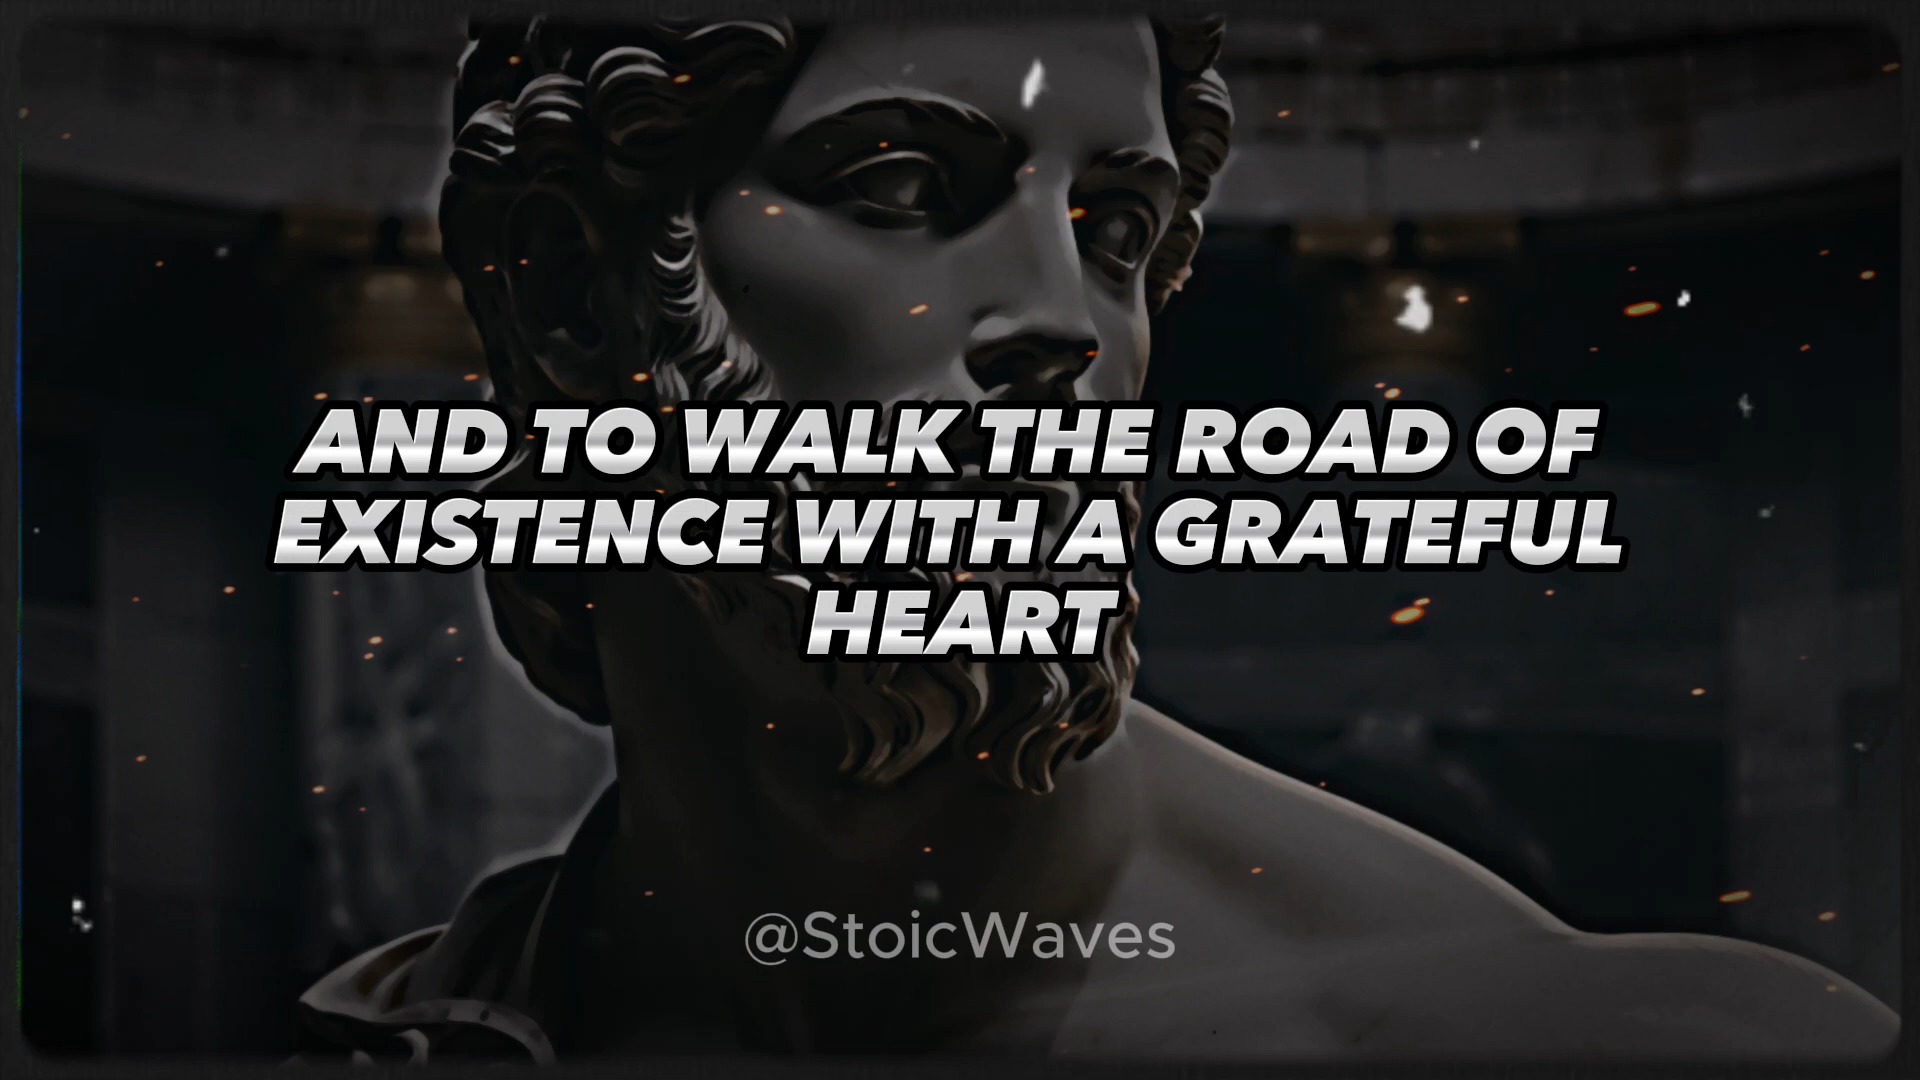 AND TO WALK THE ROAD OF
EXISTENCE WITH A GRATEFUL
HEART
@StoicWaves